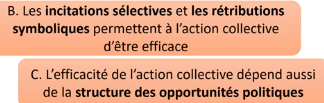 B. Les incitations sélectives et les rétributions
symboliques permettent à l'action collective
d'être efficace
C. L'efficacité de l'action collective dépend aussi
de la structure des opportunités politiques